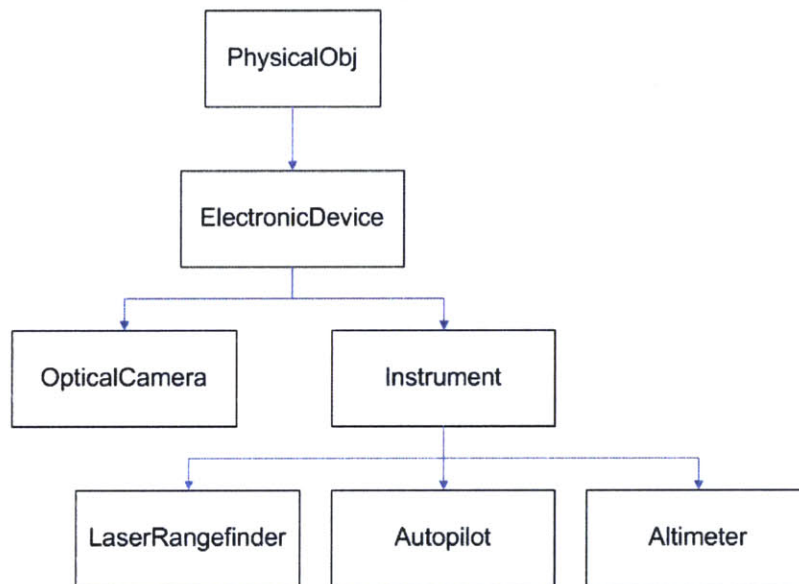 PhysicalObj
ElectronicDevice
OpticalCamera
Instrument
LaserRangefinder
Autopilot
Altimeter